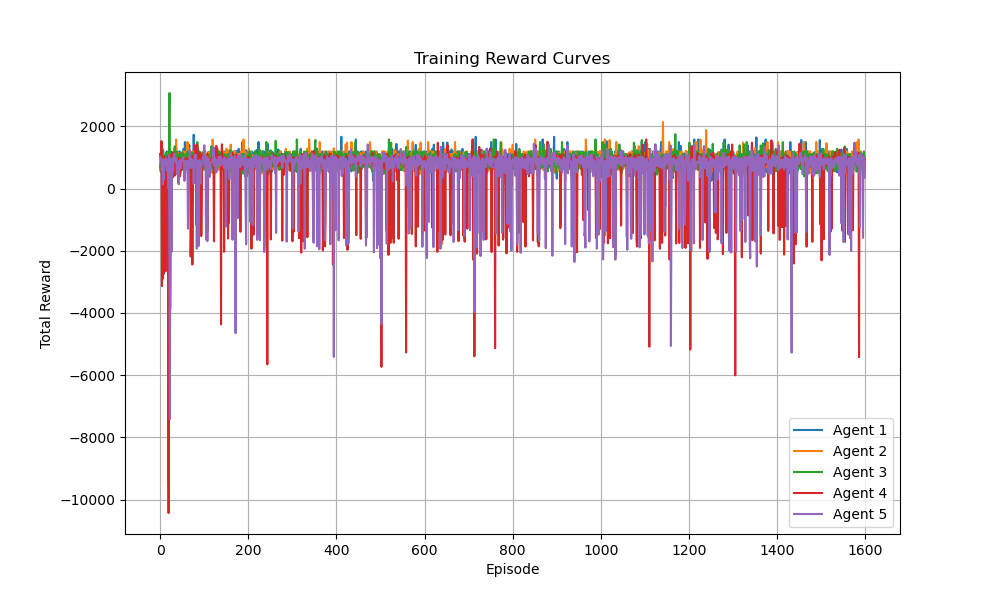 Training Reward Curves
Total Reward
2000
0
−2000
−4000
−6000
−8000
−10000
0 200 400 600 800 1000 1200 1400 1600
Episode
Agent 1
Agent 2
Agent 3
Agent 4
Agent 5